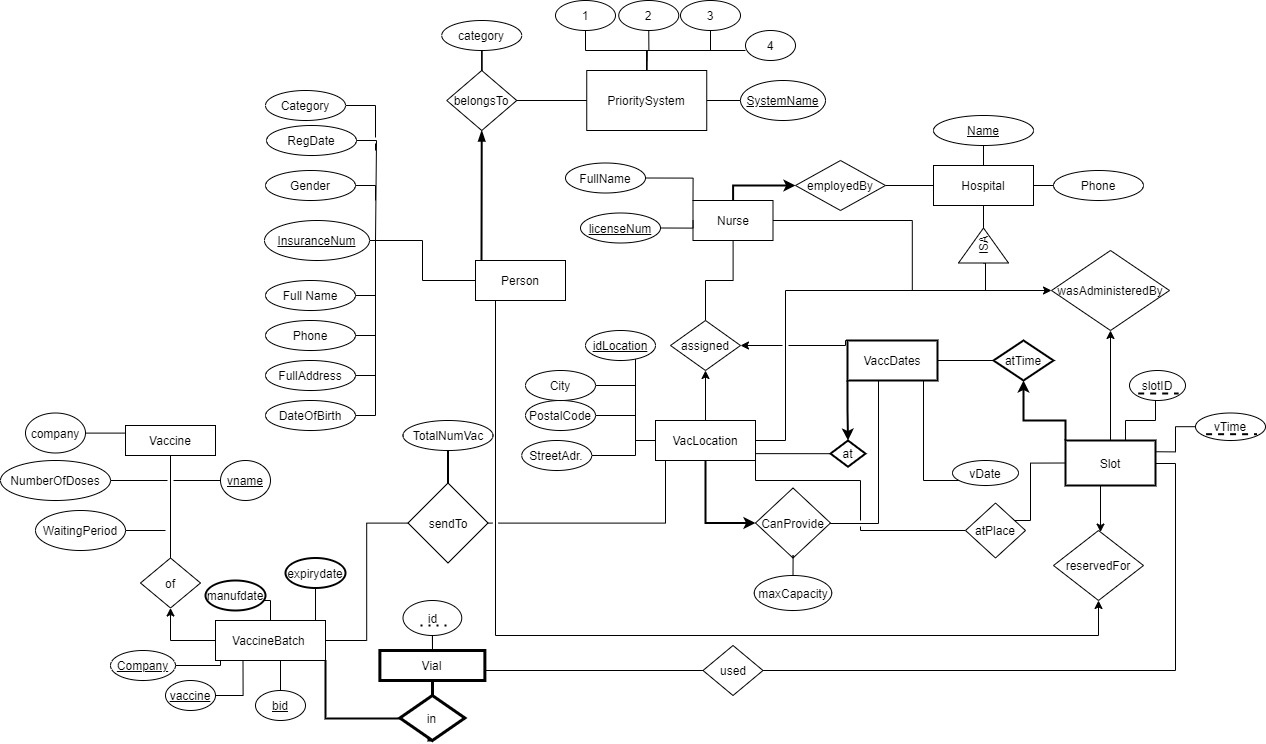 1
2
3
4
category
belongsTo
PrioritySystem
SystemName
Category
RegDate
Gender
InsuranceNum
Full Name
Phone
FullAddress
DateOfBirth
Person
FullName
licenseNum
Nurse
employedBy
Name
Hospital
Phone
ISA
wasAdministeredBy
idLocation
City
PostalCode
StreetAdr.
assigned
VaccDates
atTime
slotID
vTime
VacLocation
at
vDate
Slot
company
Vaccine
NumberOfDoses
vname
WaitingPeriod
TotalNumVac
sendTo
CanProvide
maxCapacity
atPlace
reservedFor
of
manufdate
expirydate
VaccineBatch
Company
vaccine
bid
id
Vial
in
used